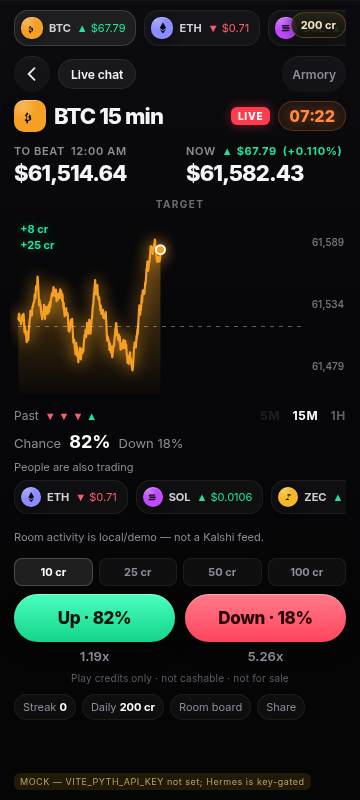 BTC ▲ $67.79 ETH ▼ $0.71 200 cr
Live chat Armory
BTC 15 min LIVE 07:22
TO BEAT 12:00 AM NOW ▲ $67.79 (+0.110%)
$61,514.64 $61,582.43
TARGET
+8 cr
+25 cr
61,589
61,534
61,479
Past ▼ ▼ ▼ ▲ 5M 15M 1H
Chance 82% Down 18%
People are also trading
ETH ▼ $0.71 SOL ▲ $0.0106 ZEC ▲
Room activity is local/demo — not a Kalshi feed.
10 cr 25 cr 50 cr 100 cr
Up · 82% Down · 18%
1.19x 5.26x
Play credits only · not cashable · not for sale
Streak 0 Daily 200 cr Room board Share
MOCK — VITE_PYTH_API_KEY not set; Hermes is key-gated